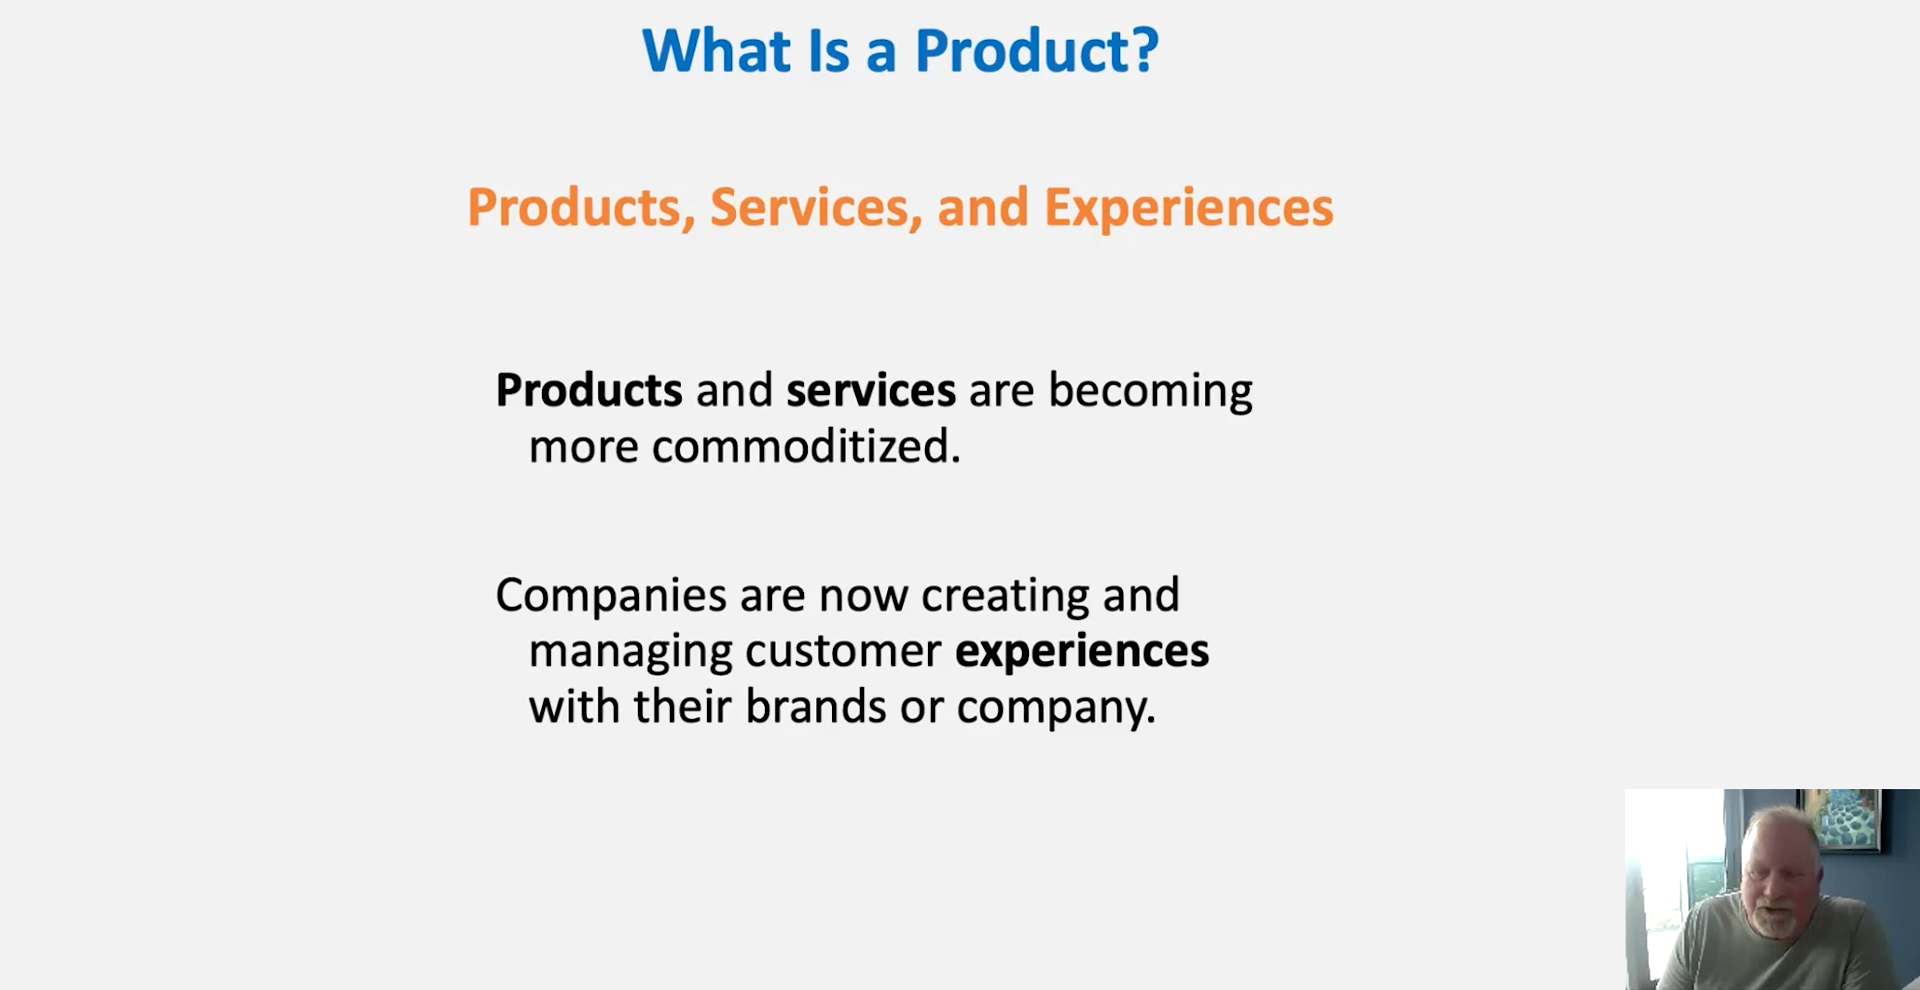 What Is a Product?
Products, Services, and Experiences
Products and services are becoming
more commoditized.
Companies are now creating and
managing customer experiences
with their brands or company.